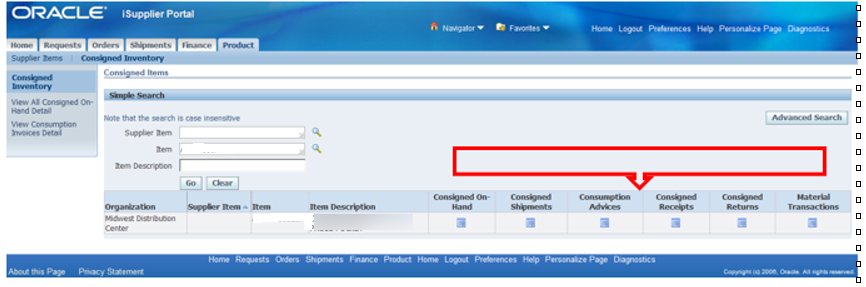 ORACLE® iSupplier Portal
Navigator Favorites Home Logout Preferences Help Personalize Page Diagnostics
Home Requests Orders Shipments Finance Product
Supplier Items | Consigned Inventory
Consigned
Inventory
View All Consigned On-
Hand Detail
View Consumption
Invoices Detail
Consigned Items
Simple Search
Note that the search is case insensitive
Advanced Search
Supplier Item
Item
Item Description
Go Clear
Organization Supplier Item Item Item Description Consigned On-Hand Consigned Shipments Consumption Advices Consigned Receipts Consigned Returns Material Transactions
Midwest Distribution
Center
Home Requests Orders Shipments Finance Product Home Logout Preferences Help Personalize Page Diagnostics
About this Page Privacy Statement
Copyright (c) 2006, Oracle. All rights reserved.